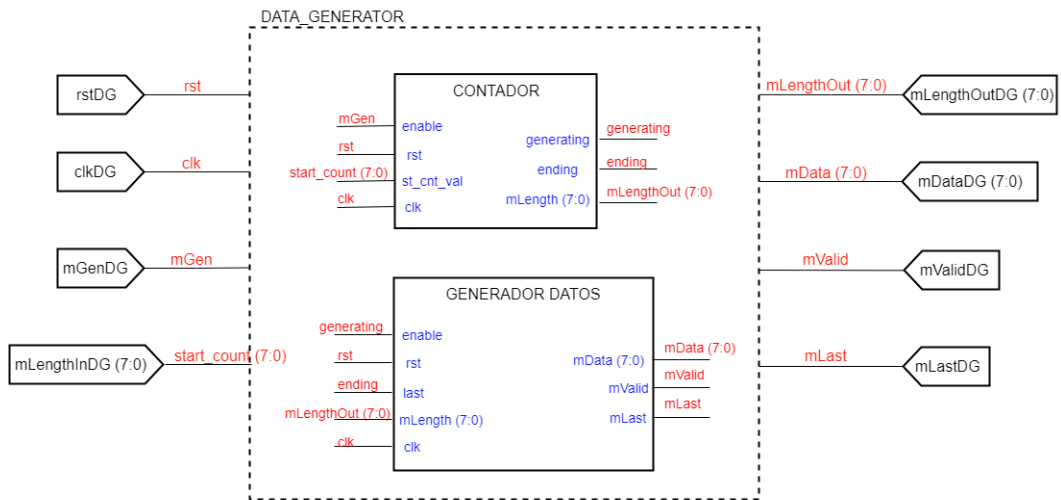 DATA_GENERATOR
rstDG
rst
clkDG
clk
mGenDG
mGen
mLengthInDG (7:0)
start_count (7:0)
CONTADOR
mGen
enable
rst
rst
start_count (7:0)
st_cnt_val
clk
clk
generating
generating
ending
ending
mLength (7:0)
mLengthOut (7:0)
GENERADOR DATOS
generating
enable
rst
rst
ending
last
mLengthOut (7:0)
mLength (7:0)
clk
clk
mData (7:0)
mData (7:0)
mValid
mValid
mLast
mLast
mLengthOut (7:0)
mLengthOutDG (7:0)
mData (7:0)
mDataDG (7:0)
mValid
mValidDG
mLast
mLastDG